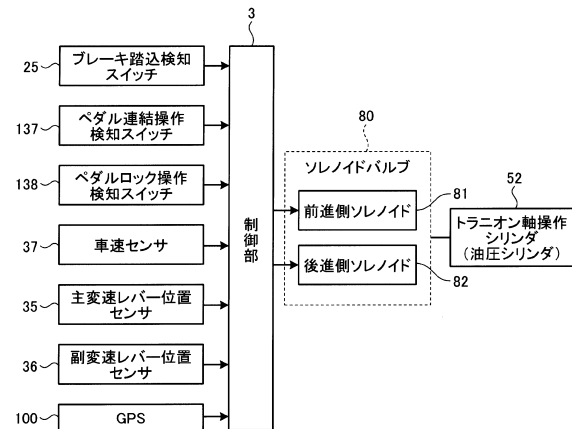 3
25
ブレーキ踏込検知
スイッチ
137
ペダル連結操作
検知スイッチ
138
ペダルロック操作
検知スイッチ
37
車速センサ
35
主変速レバー位置
センサ
36
副変速レバー位置
センサ
100
GPS
制御部
80
ソレノイドバルブ
前進側ソレノイド
81
後進側ソレノイド
82
52
トラニオン軸操作
シリンダ
(油圧シリンダ)